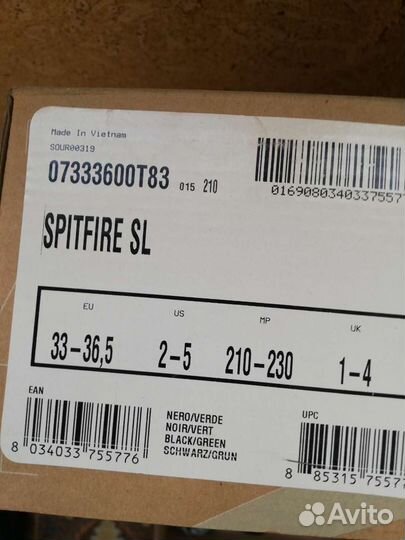 Made In Vietnam
SOUR00319
07333600T83 015 210
0169080340337557
SPITFIRE SL
EU US MP UK
33-36,5 2-5 210-230 1-4
EAN
8 034033 755776
NERO/VERDE
NOIR/VERT
BLACK/GREEN
SCHWARZ/GRUN
UPC
8 85315 75577
Avito